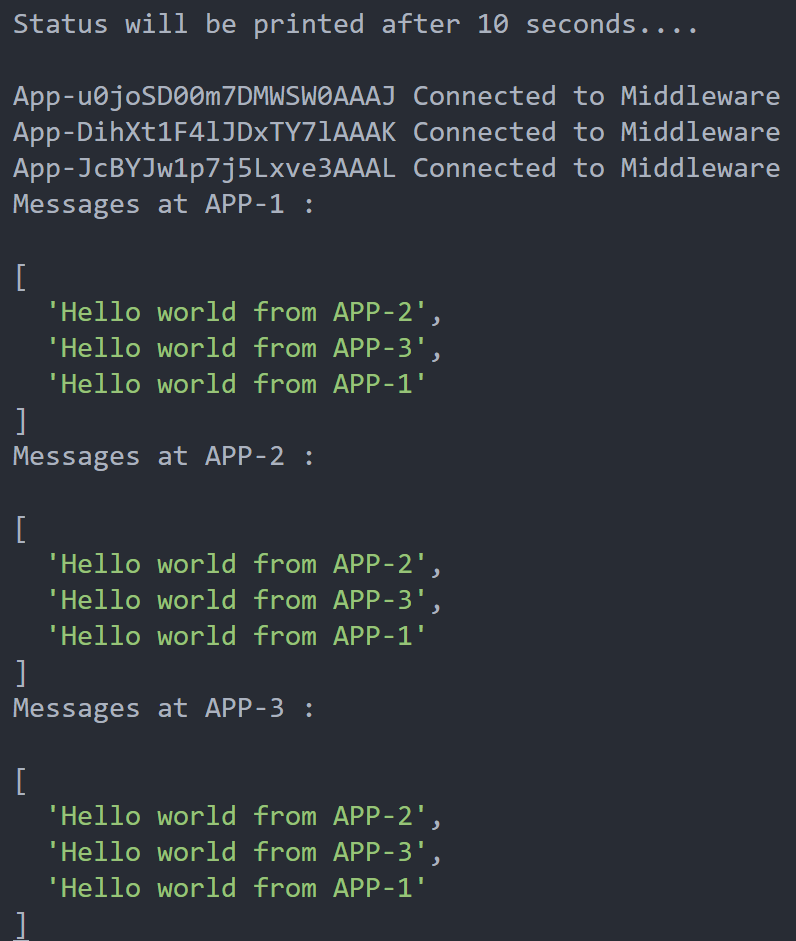 Status will be printed after 10 seconds....
App-u0joSD00m7DMWSW0AAAJ Connected to Middleware
App-DihXt1F4lJDxTY7lAAAK Connected to Middleware
App-JcBYJw1p7j5Lxve3AAAL Connected to Middleware
Messages at APP-1 :
[
  'Hello world from APP-2',
  'Hello world from APP-3',
  'Hello world from APP-1'
]
Messages at APP-2 :
[
  'Hello world from APP-2',
  'Hello world from APP-3',
  'Hello world from APP-1'
]
Messages at APP-3 :
[
  'Hello world from APP-2',
  'Hello world from APP-3',
  'Hello world from APP-1'
]